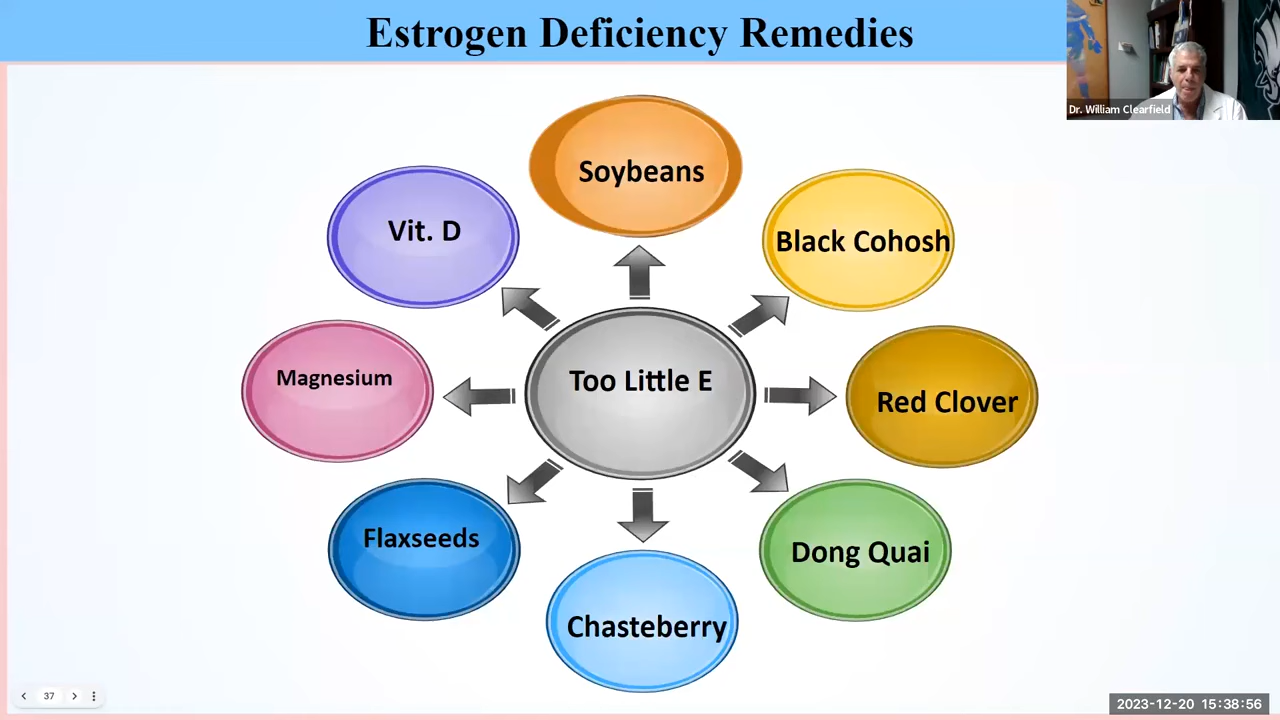 Estrogen Deficiency Remedies
Dr. William Clearfield
Soybeans
Vit. D
Black Cohosh
Magnesium
Too Little E
Red Clover
Flaxseeds
Dong Quai
Chasteberry
37
2023-12-20 15:38:56